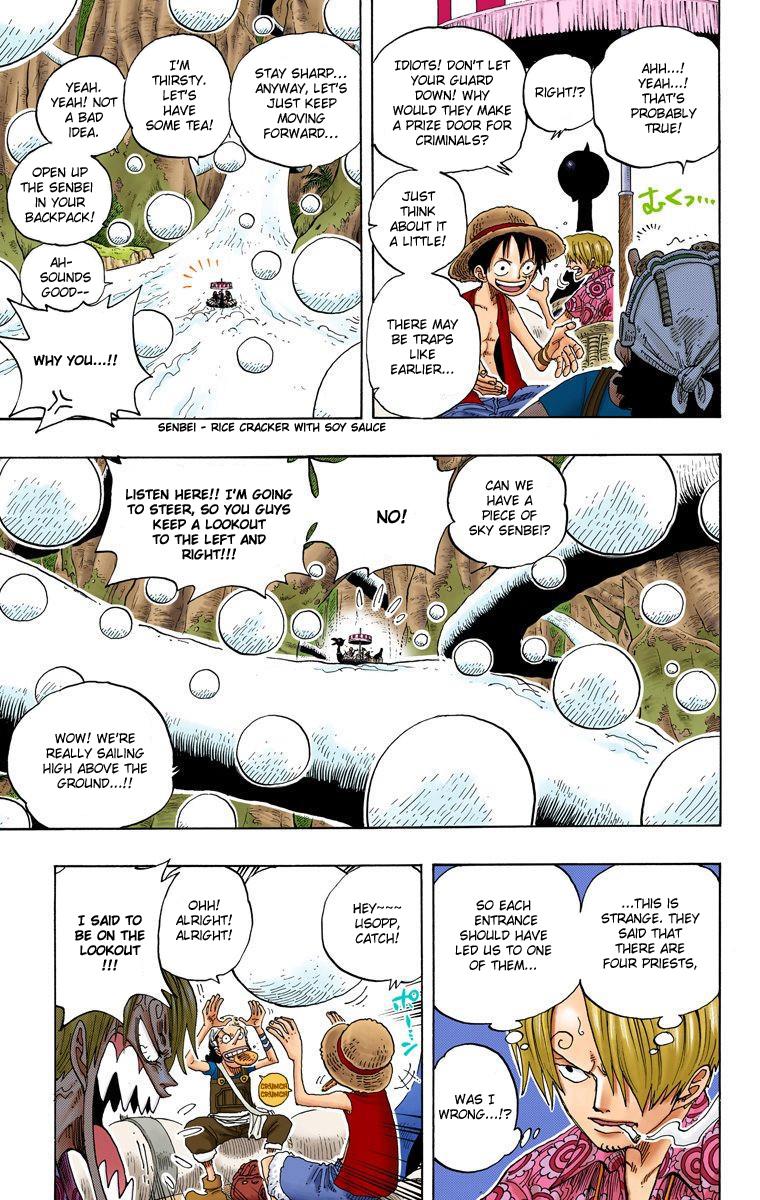 AHH...!
YEAH...!
THAT'S
PROBABLY
TRUE!
RIGHT!?
IDIOTS! DON'T LET
YOUR GUARD
DOWN! WHY
WOULD THEY MAKE
A PRIZE DOOR FOR
CRIMINALS?
むくっ...
JUST
THINK
ABOUT IT
A LITTLE!
THERE MAY
BE TRAPS
LIKE
EARLIER...
STAY SHARP...
ANYWAY, LET'S
JUST KEEP
MOVING
FORWARD...
I'M
THIRSTY.
LET'S
HAVE
SOME TEA!
YEAH.
YEAH! NOT
A BAD
IDEA.
OPEN UP
THE SENBEI
IN YOUR
BACKPACK!
AH-
SOUNDS
GOOD--
WHY YOU...!!
SENBEI - RICE CRACKER WITH SOY SAUCE
CAN WE
HAVE A
PIECE OF
SKY SENBEI?
NO!
LISTEN HERE!! I'M GOING
TO STEER, SO YOU GUYS
KEEP A LOOKOUT
TO THE LEFT AND
RIGHT!!!
WOW! WE'RE
REALLY SAILING
HIGH ABOVE THE
GROUND...!!
...THIS IS
STRANGE. THEY
SAID THAT
THERE ARE
FOUR PRIESTS,
SO EACH
ENTRANCE
SHOULD HAVE
LED US TO ONE
OF THEM...
WAS I
WRONG...!?
HEY~~~
USOPP,
CATCH!
ポーン
OHH!
ALRIGHT!
ALRIGHT!
CRUNCH
CRUNCH
I SAID TO
BE ON THE
LOOKOUT
!!!